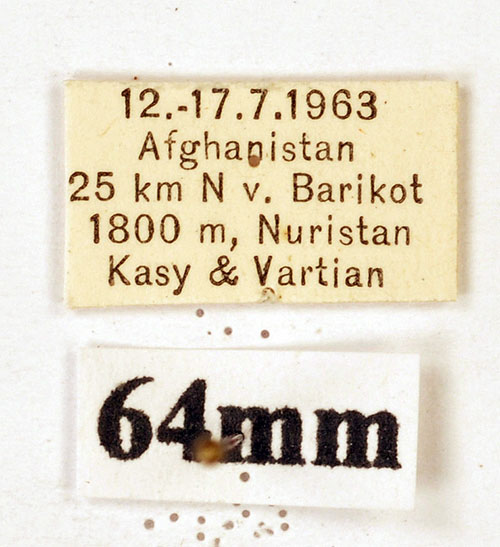 12.-17.7.1963
Afghanistan
25 km N v. Barikot
1800 m, Nuristan
Kasy & Vartian
64mm